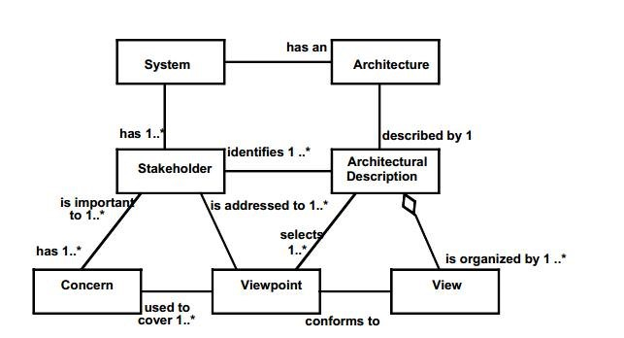 has an
System
Architecture
has 1..*
described by 1
identifies 1 ..*
Stakeholder
Architectural
Description
is important
to 1..*
is addressed to 1..*
selects
1..*
has 1..*
is organized by 1 ..*
Concern
Viewpoint
View
used to
cover 1..*
conforms to